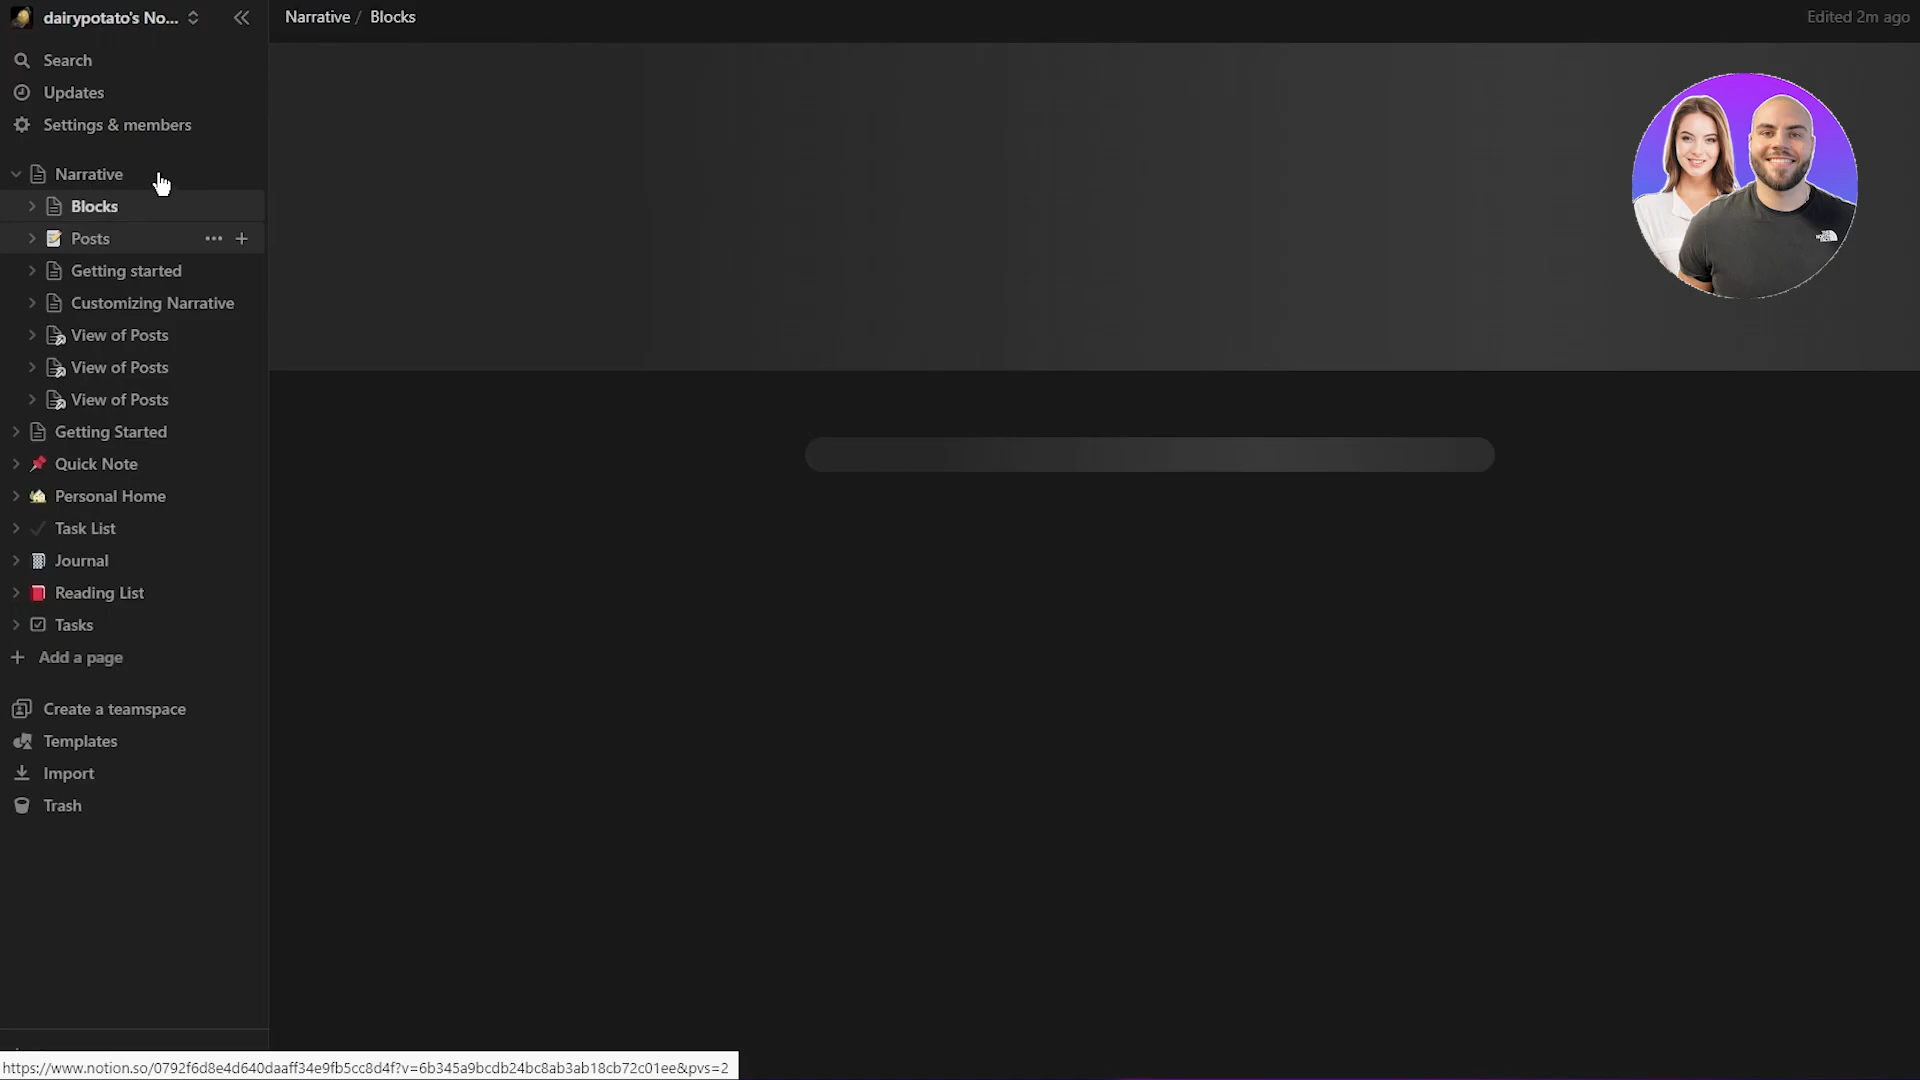 dairypotato's No...
Narrative / Blocks
Edited 2m ago
Search
Updates
Settings & members
Narrative
Blocks
Posts
Getting started
Customizing Narrative
View of Posts
View of Posts
View of Posts
Getting Started
Quick Note
Personal Home
Task List
Journal
Reading List
Tasks
Add a page
Create a teamspace
Templates
Import
Trash
https://www.notion.so/0792f6d8e4d640daaff34e9fb5cc8d4f?v=6b345a9bcdb24bc8ab3ab18cb72c01ee&pvs=2